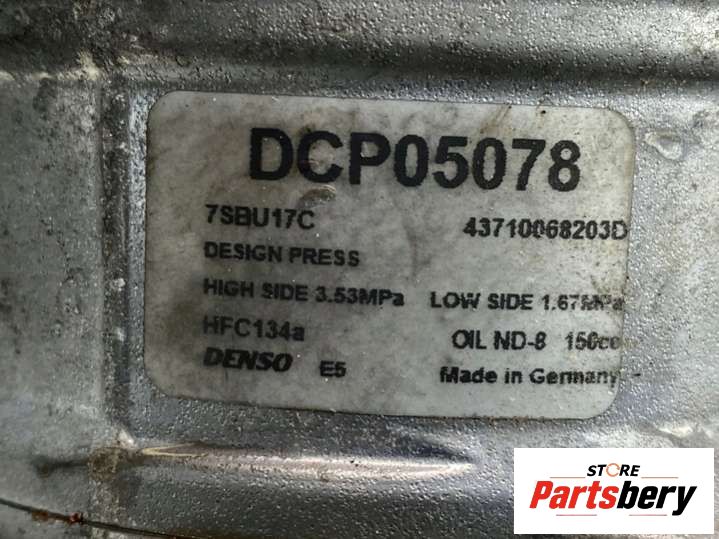 DCP05078
7SBU17C 43710068203D
DESIGN PRESS
HIGH SIDE 3.53MPa LOW SIDE 1.67MPa
HFC134a OIL ND-8 150cc
DENSO E5 Made in Germany
STORE
Partsbery